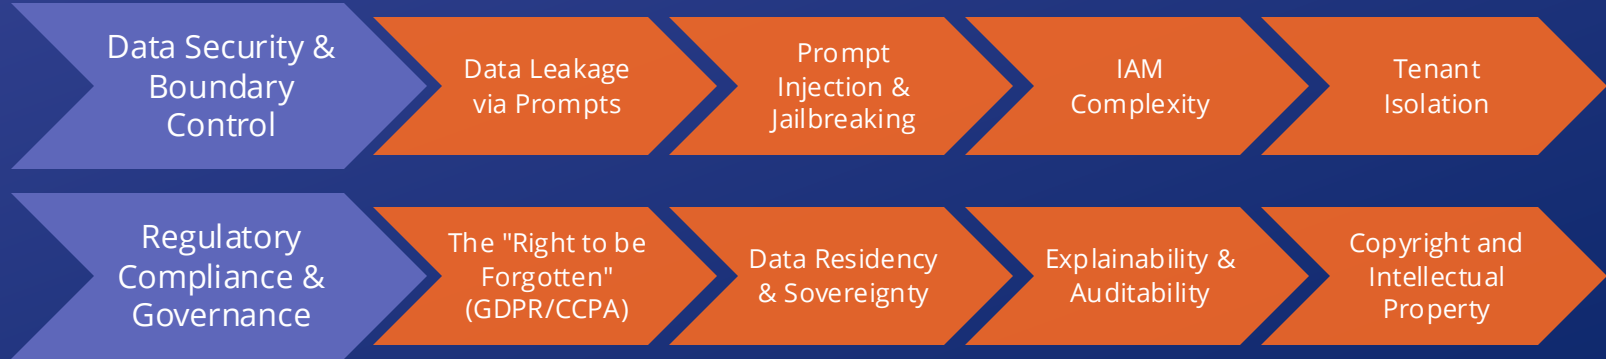 Data Security &
Boundary
Control
Data Leakage
via Prompts
Prompt
Injection &
Jailbreaking
IAM
Complexity
Tenant
Isolation
Regulatory
Compliance &
Governance
The "Right to be
Forgotten"
(GDPR/CCPA)
Data Residency
& Sovereignty
Explainability &
Auditability
Copyright and
Intellectual
Property